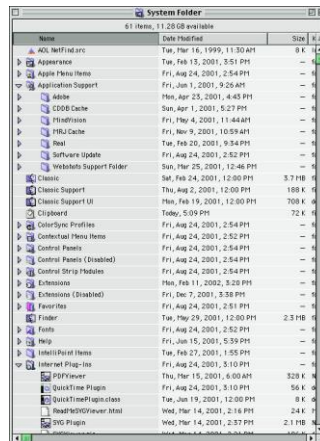 System Folder
61 items, 11.28 GB available
Name Date Modified Size
AOL NetFind.src Tue, Mar 16, 1999, 11:30 AM 8 K
Appearance Tue, Feb 13, 2001, 3:51 PM –
Apple Menu Items Fri, Aug 24, 2001, 2:54 PM –
Application Support Fri, Jun 1, 2001, 9:26 AM –
Adobe Mon, Apr 23, 2001, 4:43 PM –
CDDB Cache Sun, Apr 1, 2001, 5:27 PM –
MindVision Fri, May 4, 2001, 11:44 AM –
MRJ Cache Fri, Nov 9, 2001, 10:59 AM –
Real Tue, Feb 20, 2001, 9:34 PM –
Software Update Fri, Aug 24, 2001, 2:52 PM –
Webshots Support Folder Sun, Mar 25, 2001, 12:46 PM –
Classic Sat, Feb 24, 2001, 12:00 PM 3.7 MB
Classic Support Thu, Aug 2, 2001, 12:00 PM 188 K
Classic Support UI Mon, Feb 19, 2001, 12:00 PM 708 K
Clipboard Today, 5:09 PM 72 K
ColorSync Profiles Fri, Aug 24, 2001, 2:54 PM –
Contextual Menu Items Fri, Aug 24, 2001, 2:52 PM –
Control Panels Fri, Aug 24, 2001, 2:54 PM –
Control Panels (Disabled) Fri, Aug 24, 2001, 2:54 PM –
Control Strip Modules Fri, Aug 24, 2001, 2:54 PM –
Extensions Mon, Feb 11, 2002, 3:28 PM –
Extensions (Disabled) Fri, Dec 7, 2001, 3:38 PM –
Favorites Fri, Aug 24, 2001, 2:51 PM –
Finder Tue, May 29, 2001, 12:00 PM 2.3 MB
Fonts Fri, Aug 24, 2001, 2:52 PM –
Help Fri, Jun 15, 2001, 5:39 PM –
IntelliPoint Items Tue, Feb 27, 2001, 1:55 PM –
Internet Plug-Ins Fri, Aug 24, 2001, 3:10 PM –
PDFViewer Thu, Mar 15, 2001, 6:00 AM 328 K
QuickTime Plugin Fri, Aug 24, 2001, 3:10 PM 56 K
QuickTimePlugin.class Tue, Jun 19, 2001, 12:00 PM 8 K
ReadMeSVGViewer.html Wed, Mar 14, 2001, 2:16 PM 24 K
SVG Plugin Wed, Mar 14, 2001, 2:37 PM 2.1 MB